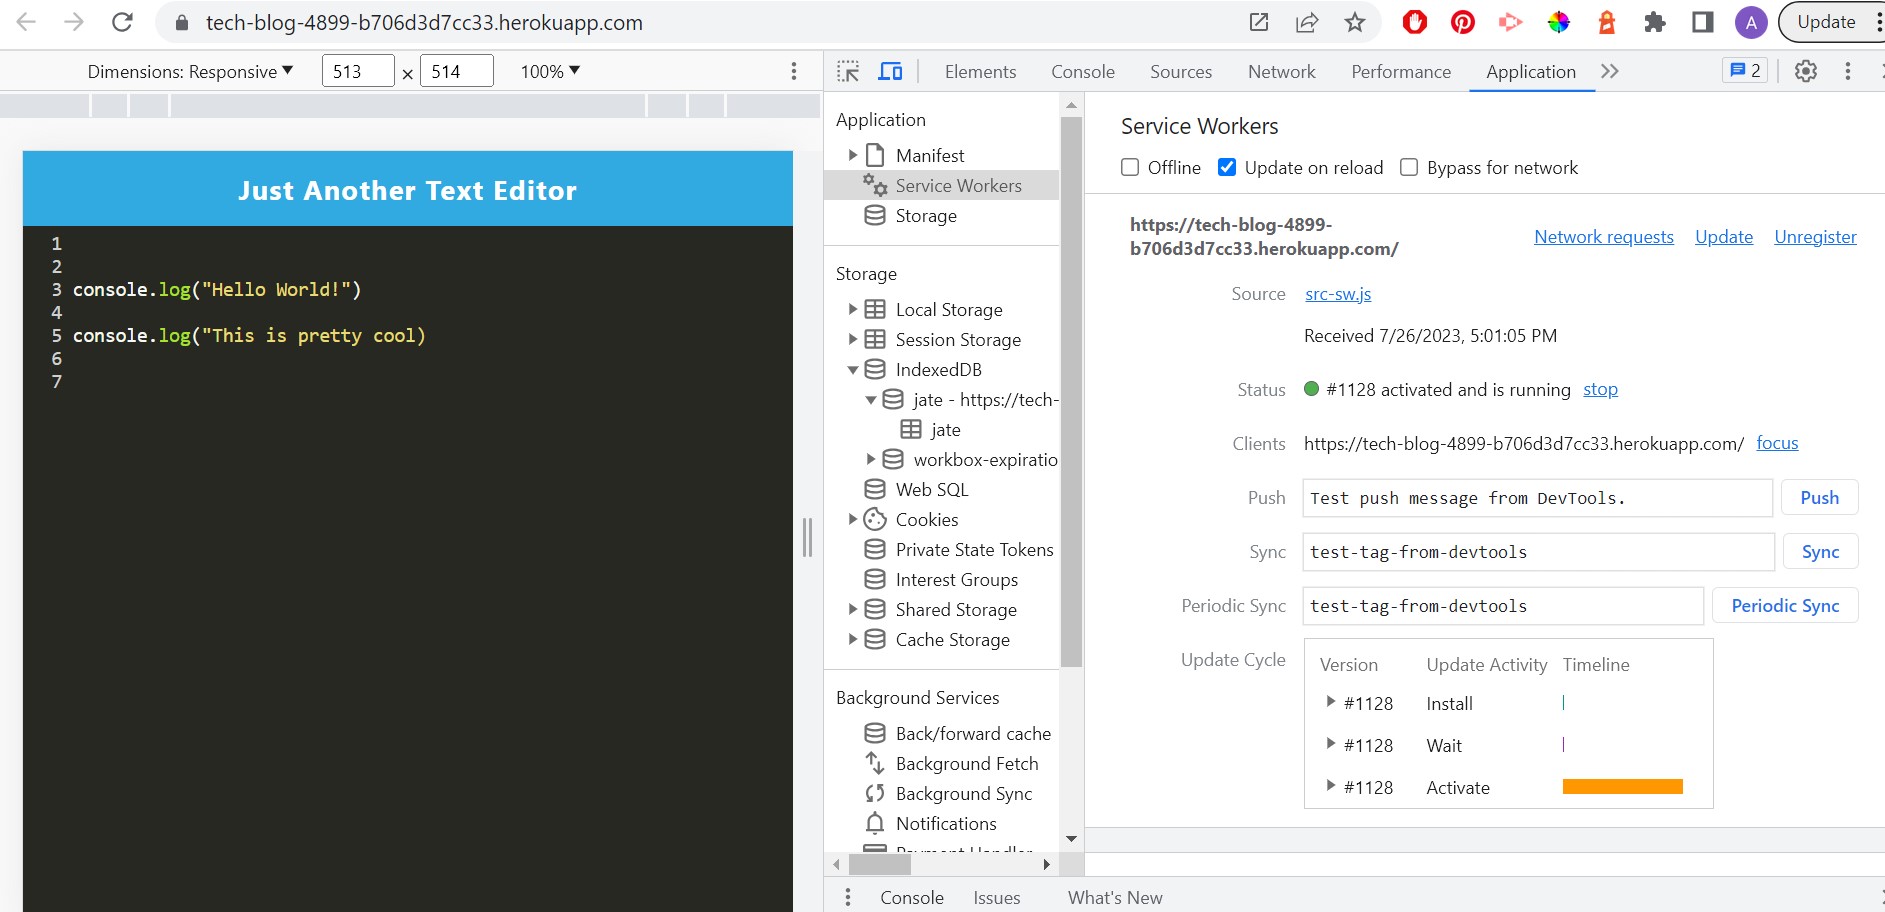 tech-blog-4899-b706d3d7cc33.herokuapp.com
A
Update
Dimensions: Responsive
513 × 514
100%
Elements Console Sources Network Performance Application
2
Just Another Text Editor
1
2
3 console.log("Hello World!")
4
5 console.log("This is pretty cool)
6
7
Application
Manifest
Service Workers
Storage
Storage
Local Storage
Session Storage
IndexedDB
jate - https://tech-
jate
workbox-expiratio
Web SQL
Cookies
Private State Tokens
Interest Groups
Shared Storage
Cache Storage
Background Services
Back/forward cache
Background Fetch
Background Sync
Notifications
Payment Handler
Service Workers
Offline Update on reload Bypass for network
https://tech-blog-4899-
b706d3d7cc33.herokuapp.com/
Network requests Update Unregister
Source src-sw.js
Received 7/26/2023, 5:01:05 PM
Status #1128 activated and is running stop
Clients https://tech-blog-4899-b706d3d7cc33.herokuapp.com/ focus
Push Test push message from DevTools. Push
Sync test-tag-from-devtools Sync
Periodic Sync test-tag-from-devtools Periodic Sync
Update Cycle Version Update Activity Timeline
#1128 Install
#1128 Wait
#1128 Activate
Console Issues What's New